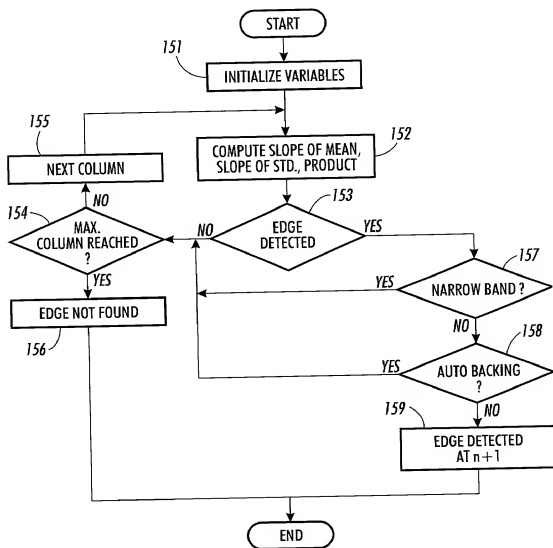 START
151
INITIALIZE VARIABLES
155
152
NEXT COLUMN
COMPUTE SLOPE OF MEAN,
SLOPE OF STD., PRODUCT
153
154
NO
MAX.
COLUMN REACHED
?
NO
EDGE
DETECTED
YES
YES
157
EDGE NOT FOUND
YES
NARROW BAND ?
156
NO
158
YES
AUTO BACKING
?
159
NO
EDGE DETECTED
AT n+1
END